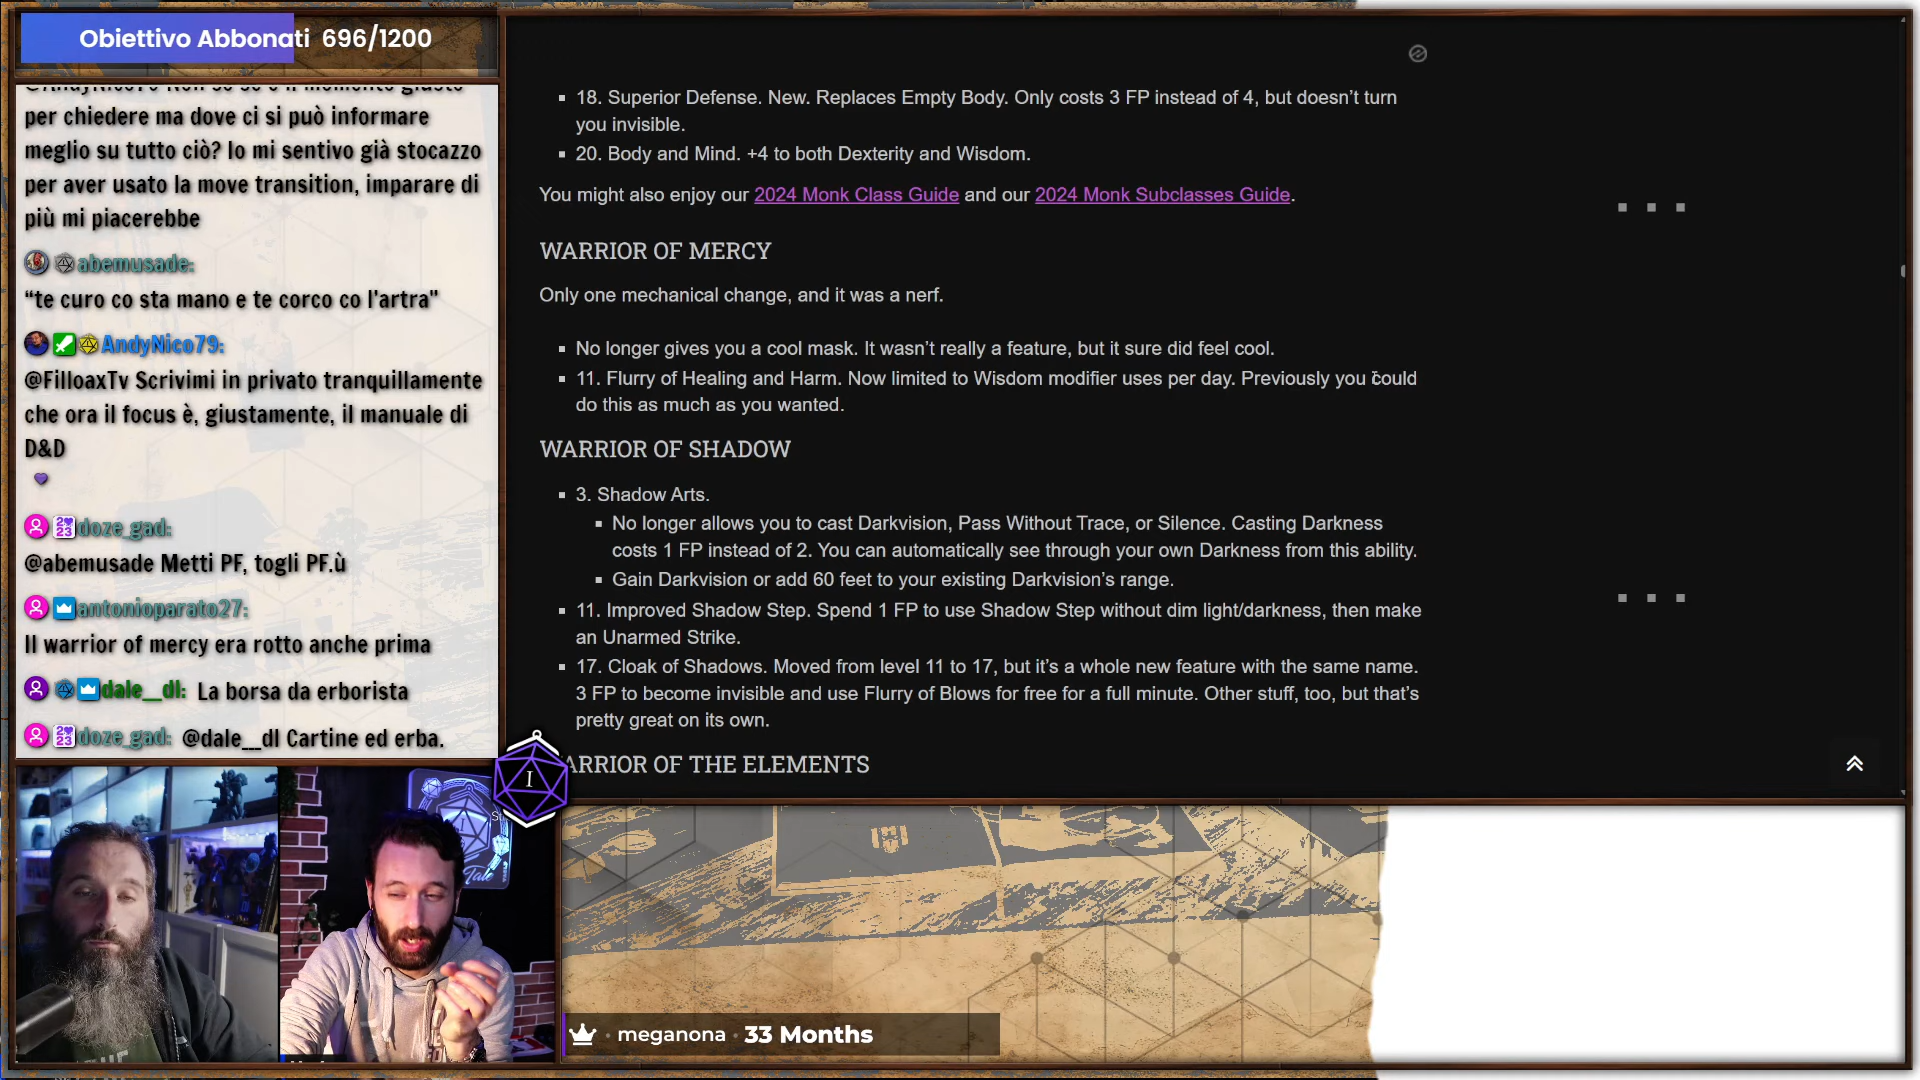 Obiettivo Abbonati 696/1200
per chiedere ma dove ci si può informare
meglio su tutto ciò? Io mi sentivo già stocazzo
per aver usato la move transition, imparare di
più mi piacerebbe
abemusade:
“te curo co sta mano e te corco co l'artra"
AndyNico79:
@FilloaxTv Scrivimi in privato tranquillamente
che ora il focus è, giustamente, il manuale di
D&D
doze_gad:
@abemusade Metti PF, togli PF.ù
antonioparato27:
Il warrior of mercy era rotto anche prima
dale__dl: La borsa da erborista
doze_gad: @dale__dl Cartine ed erba.
18. Superior Defense. New. Replaces Empty Body. Only costs 3 FP instead of 4, but doesn’t turn
you invisible.
20. Body and Mind. +4 to both Dexterity and Wisdom.
You might also enjoy our 2024 Monk Class Guide and our 2024 Monk Subclasses Guide.
WARRIOR OF MERCY
Only one mechanical change, and it was a nerf.
No longer gives you a cool mask. It wasn’t really a feature, but it sure did feel cool.
11. Flurry of Healing and Harm. Now limited to Wisdom modifier uses per day. Previously you could
do this as much as you wanted.
WARRIOR OF SHADOW
3. Shadow Arts.
No longer allows you to cast Darkvision, Pass Without Trace, or Silence. Casting Darkness
costs 1 FP instead of 2. You can automatically see through your own Darkness from this ability.
Gain Darkvision or add 60 feet to your existing Darkvision’s range.
11. Improved Shadow Step. Spend 1 FP to use Shadow Step without dim light/darkness, then make
an Unarmed Strike.
17. Cloak of Shadows. Moved from level 11 to 17, but it’s a whole new feature with the same name.
3 FP to become invisible and use Flurry of Blows for free for a full minute. Other stuff, too, but that’s
pretty great on its own.
WARRIOR OF THE ELEMENTS
I
meganona · 33 Months